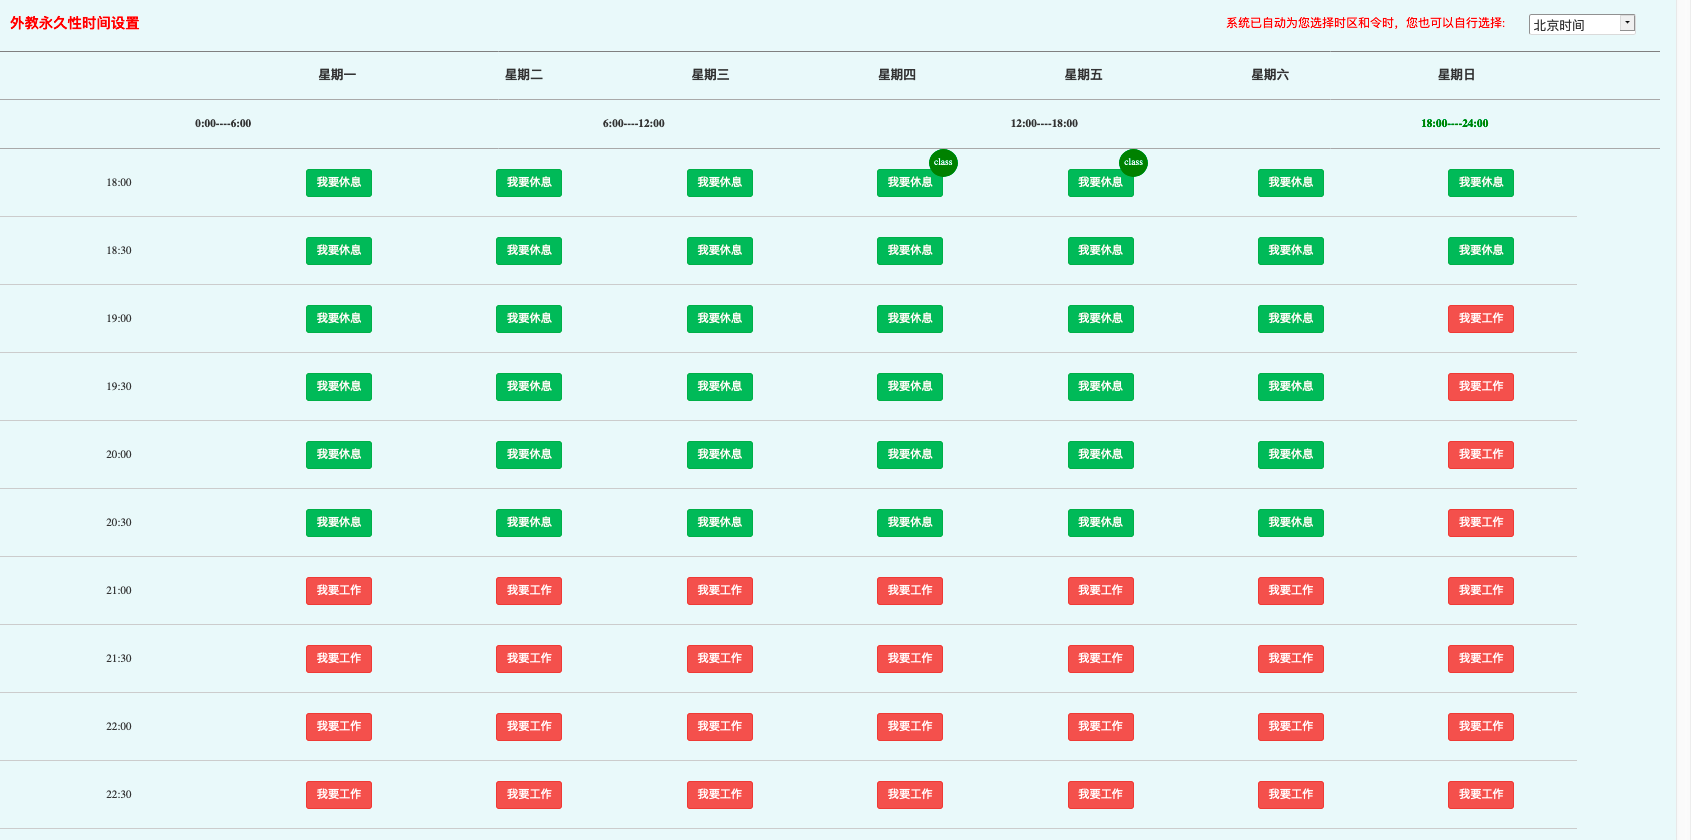 外教永久性时间设置 系统已自动为您选择时区和令时，您也可以自行选择: 北京时间
星期一 星期二 星期三 星期四 星期五 星期六 星期日
0:00----6:00 6:00----12:00 12:00----18:00 18:00----24:00
class class
18:00 我要休息 我要休息 我要休息 我要休息 我要休息 我要休息 我要休息
18:30 我要休息 我要休息 我要休息 我要休息 我要休息 我要休息 我要休息
19:00 我要休息 我要休息 我要休息 我要休息 我要休息 我要休息 我要工作
19:30 我要休息 我要休息 我要休息 我要休息 我要休息 我要休息 我要工作
20:00 我要休息 我要休息 我要休息 我要休息 我要休息 我要休息 我要工作
20:30 我要休息 我要休息 我要休息 我要休息 我要休息 我要休息 我要工作
21:00 我要工作 我要工作 我要工作 我要工作 我要工作 我要工作 我要工作
21:30 我要工作 我要工作 我要工作 我要工作 我要工作 我要工作 我要工作
22:00 我要工作 我要工作 我要工作 我要工作 我要工作 我要工作 我要工作
22:30 我要工作 我要工作 我要工作 我要工作 我要工作 我要工作 我要工作